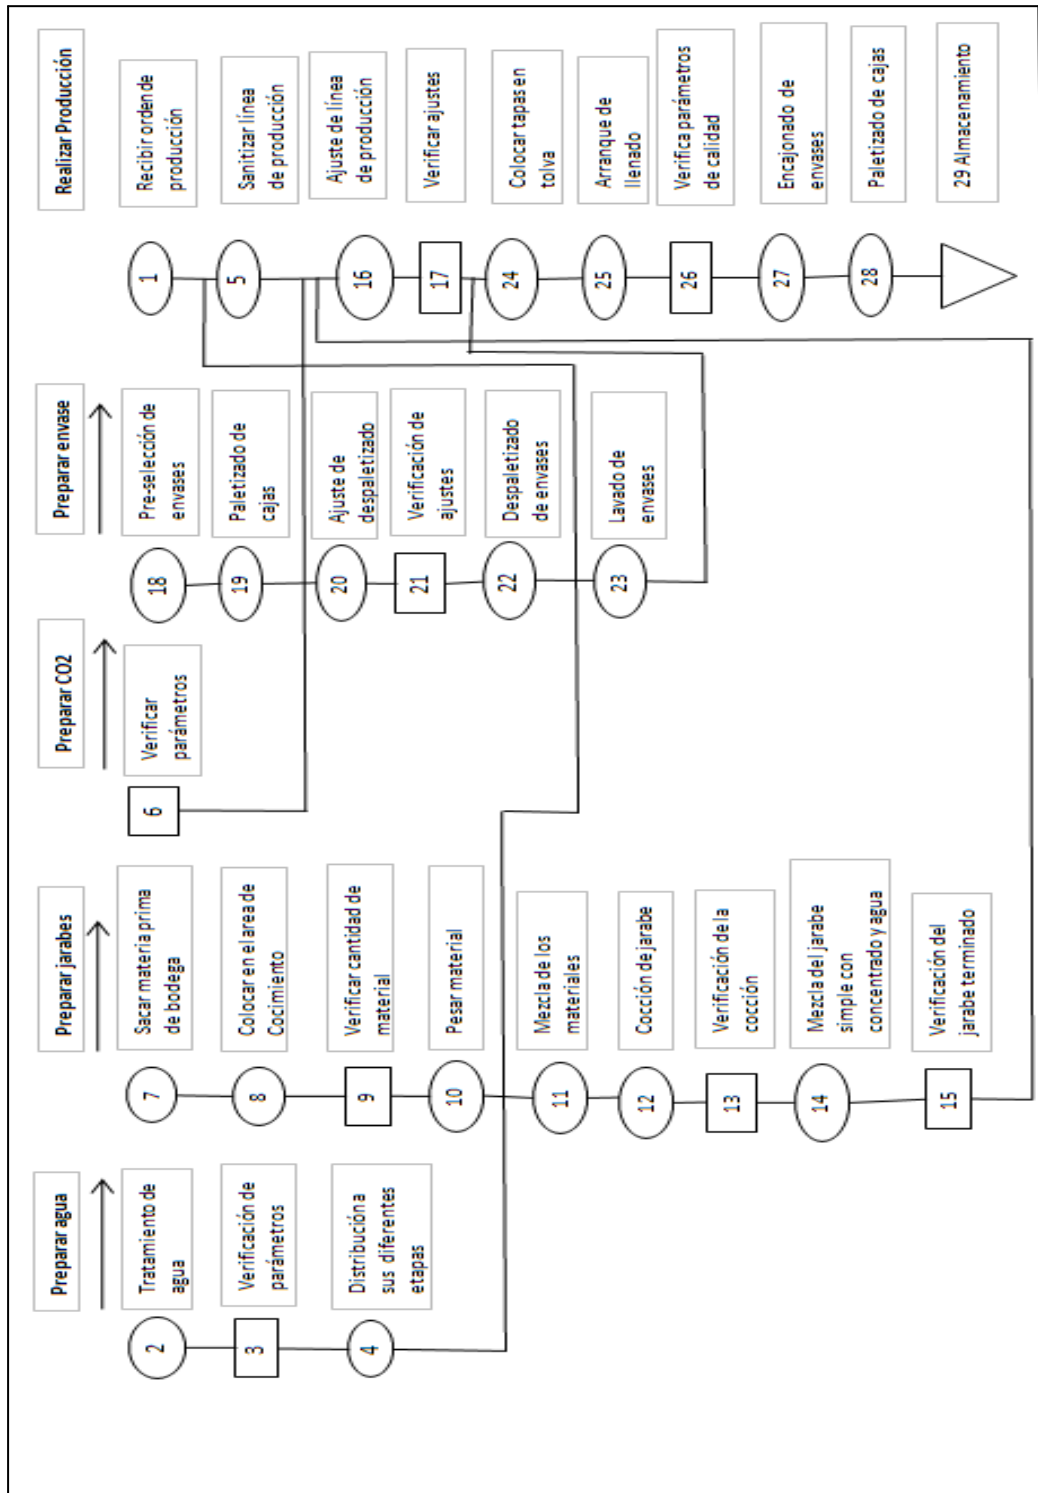 Preparar agua
2
Tratamiento de
agua
3
Verificación de
parámetros
4
Distribución a
sus diferentes
etapas
Preparar jarabes
7
Sacar materia prima
de bodega
8
Colocar en el area de
Cocimiento
9
Verificar cantidad de
material
10
Pesar material
11
Mezcla de los
materiales
12
Cocción de jarabe
13
Verificación de la
cocción
14
Mezcla del jarabe
simple con
concentrado y agua
15
Verificación del
jarabe terminado
Preparar CO2
6
Verificar
parámetros
Preparar envase
18
Pre-selección de
envases
19
Paletizado de
cajas
20
Ajuste de
despaletizado
21
Verificación de
ajustes
22
Despaletizado
de envases
23
Lavado de
envases
Realizar Producción
1
Recibir orden de
producción
5
Sanitizar línea
de producción
16
Ajuste de línea
de producción
17
Verificar ajustes
24
Colocar tapas en
tolva
25
Arranque de
llenado
26
Verifica parámetros
de calidad
27
Encajonado de
envases
28
Paletizado de cajas
29 Almacenamiento